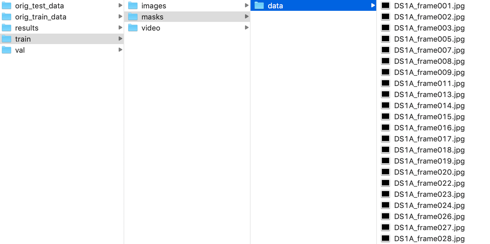 orig_test_data
orig_train_data
results
train
val
images
masks
video
data
DS1A_frame001.jpg
DS1A_frame002.jpg
DS1A_frame003.jpg
DS1A_frame005.jpg
DS1A_frame007.jpg
DS1A_frame008.jpg
DS1A_frame009.jpg
DS1A_frame011.jpg
DS1A_frame013.jpg
DS1A_frame014.jpg
DS1A_frame015.jpg
DS1A_frame016.jpg
DS1A_frame017.jpg
DS1A_frame018.jpg
DS1A_frame019.jpg
DS1A_frame020.jpg
DS1A_frame022.jpg
DS1A_frame023.jpg
DS1A_frame024.jpg
DS1A_frame026.jpg
DS1A_frame027.jpg
DS1A_frame028.jpg